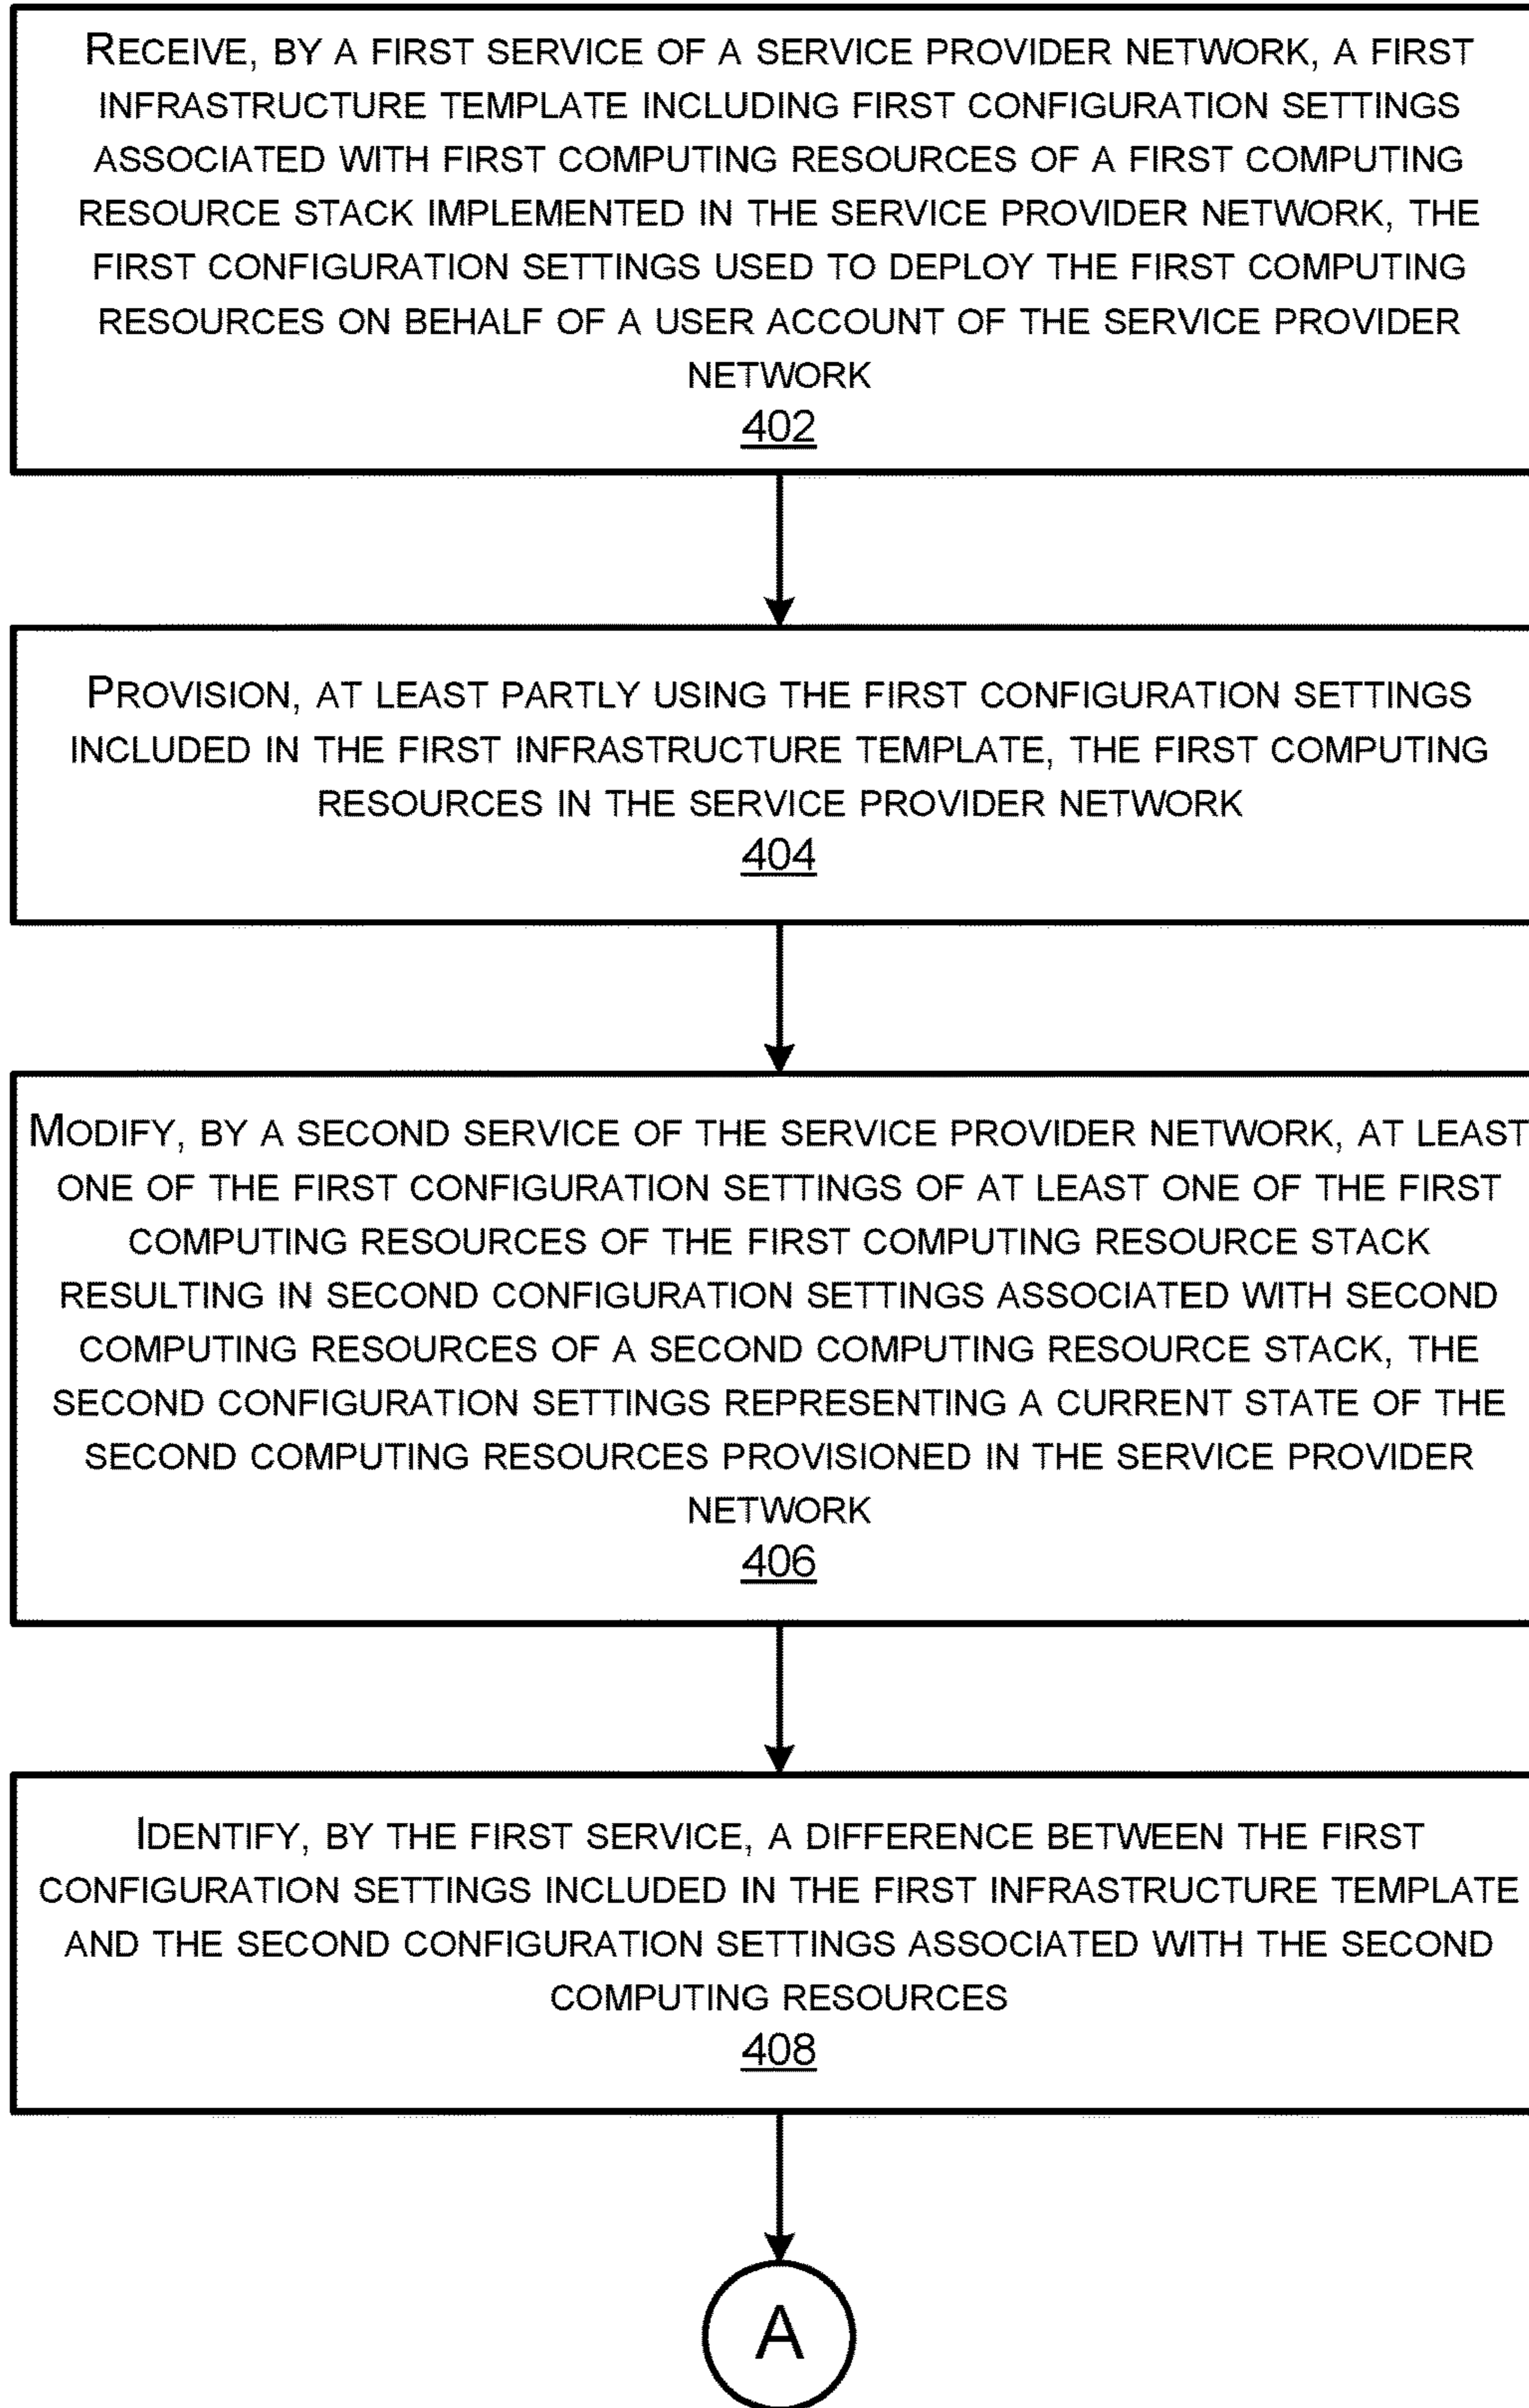 RECEIVE, BY A FIRST SERVICE OF A SERVICE PROVIDER NETWORK, A FIRST
INFRASTRUCTURE TEMPLATE INCLUDING FIRST CONFIGURATION SETTINGS
ASSOCIATED WITH FIRST COMPUTING RESOURCES OF A FIRST COMPUTING
RESOURCE STACK IMPLEMENTED IN THE SERVICE PROVIDER NETWORK, THE
FIRST CONFIGURATION SETTINGS USED TO DEPLOY THE FIRST COMPUTING
RESOURCES ON BEHALF OF A USER ACCOUNT OF THE SERVICE PROVIDER
NETWORK
402
PROVISION, AT LEAST PARTLY USING THE FIRST CONFIGURATION SETTINGS
INCLUDED IN THE FIRST INFRASTRUCTURE TEMPLATE, THE FIRST COMPUTING
RESOURCES IN THE SERVICE PROVIDER NETWORK
404
MODIFY, BY A SECOND SERVICE OF THE SERVICE PROVIDER NETWORK, AT LEAST
ONE OF THE FIRST CONFIGURATION SETTINGS OF AT LEAST ONE OF THE FIRST
COMPUTING RESOURCES OF THE FIRST COMPUTING RESOURCE STACK
RESULTING IN SECOND CONFIGURATION SETTINGS ASSOCIATED WITH SECOND
COMPUTING RESOURCES OF A SECOND COMPUTING RESOURCE STACK, THE
SECOND CONFIGURATION SETTINGS REPRESENTING A CURRENT STATE OF THE
SECOND COMPUTING RESOURCES PROVISIONED IN THE SERVICE PROVIDER
NETWORK
406
IDENTIFY, BY THE FIRST SERVICE, A DIFFERENCE BETWEEN THE FIRST
CONFIGURATION SETTINGS INCLUDED IN THE FIRST INFRASTRUCTURE TEMPLATE
AND THE SECOND CONFIGURATION SETTINGS ASSOCIATED WITH THE SECOND
COMPUTING RESOURCES
408
A